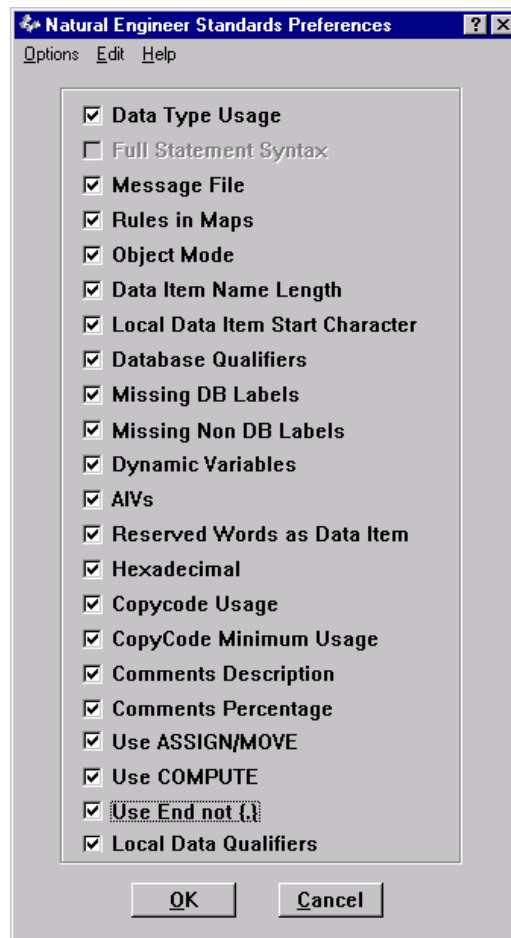 Natural Engineer Standards Preferences
Options Edit Help
Data Type Usage
Full Statement Syntax
Message File
Rules in Maps
Object Mode
Data Item Name Length
Local Data Item Start Character
Database Qualifiers
Missing DB Labels
Missing Non DB Labels
Dynamic Variables
AIVs
Reserved Words as Data Item
Hexadecimal
Copycode Usage
CopyCode Minimum Usage
Comments Description
Comments Percentage
Use ASSIGN/MOVE
Use COMPUTE
Use End not {.}
Local Data Qualifiers
OK Cancel